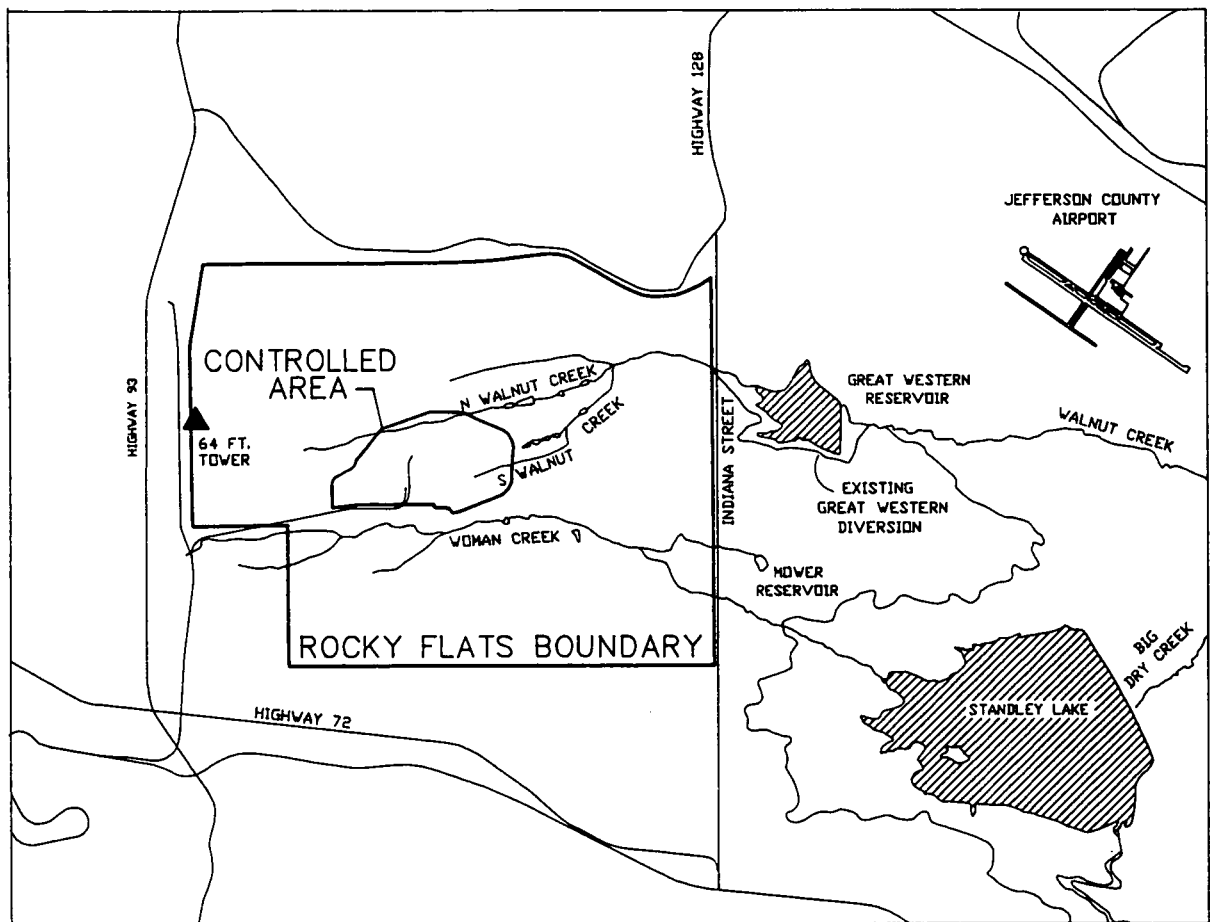 HIGHWAY 128
JEFFERSON COUNTY
AIRPORT
HIGHWAY 93
CONTROLLED
AREA
N WALNUT CREEK
GREAT WESTERN
RESERVOIR
64 FT.
TOWER
S WALNUT
CREEK
INDIANA STREET
WALNUT CREEK
EXISTING
GREAT WESTERN
DIVERSION
WOMAN CREEK
MOWER
RESERVOIR
ROCKY FLATS BOUNDARY
BIG
DRY CREEK
STANDLEY LAKE
HIGHWAY 72